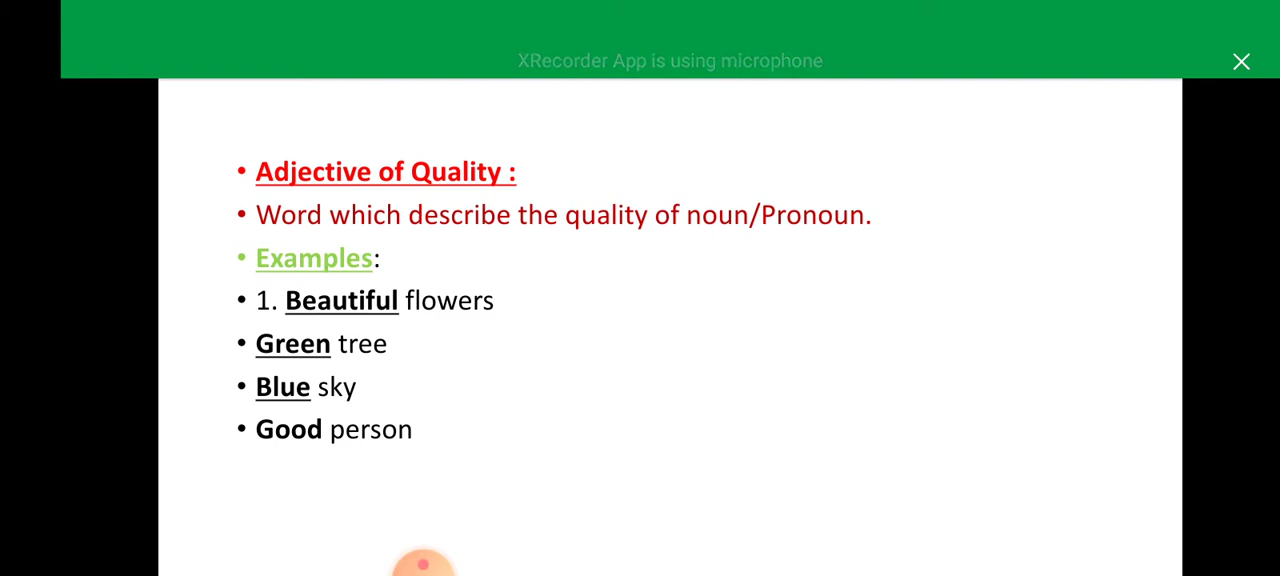 XRecorder App is using microphone
• Adjective of Quality :
• Word which describe the quality of noun/Pronoun.
• Examples:
• 1. Beautiful flowers
• Green tree
• Blue sky
• Good person